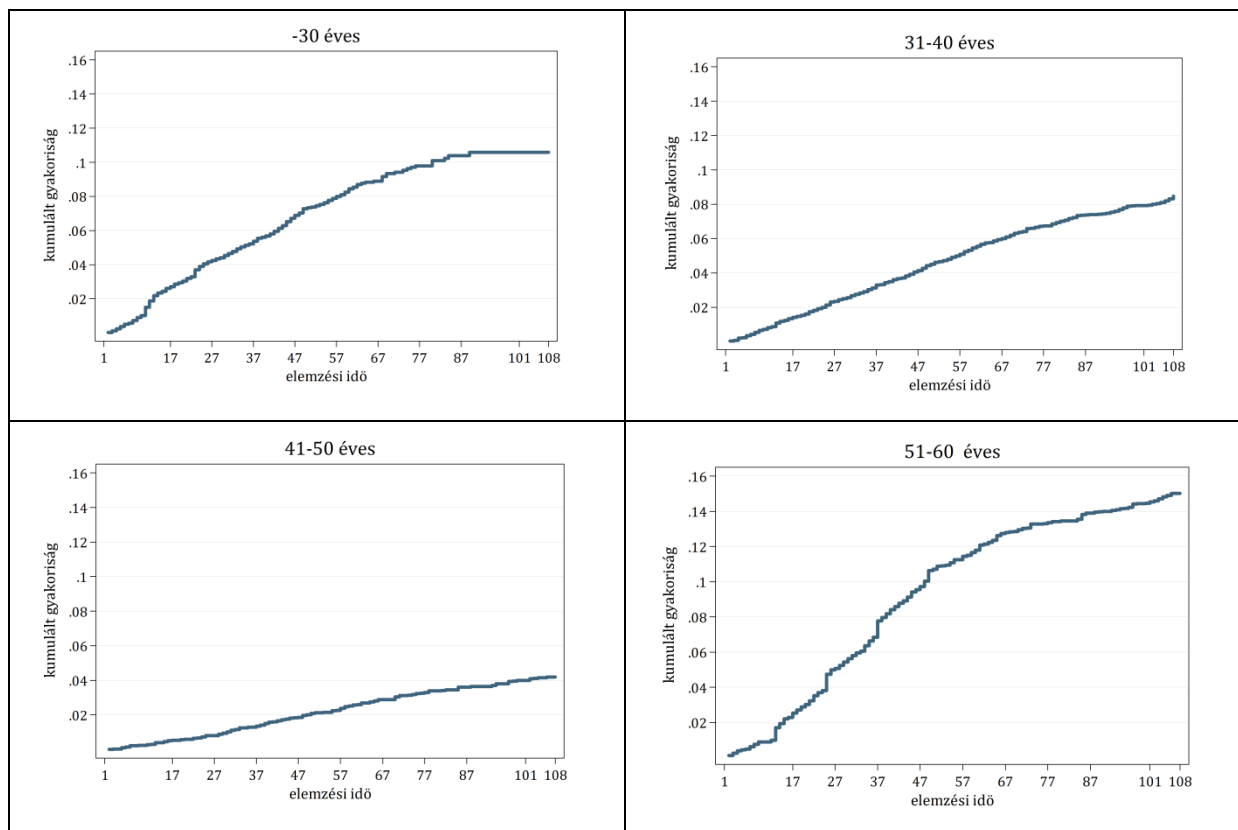 -30 éves
.16
.14
.12
.1
.08
.06
.04
.02
kumulált gyakoriság
1 17 27 37 47 57 67 77 87 101 108
elemzési idö
31-40 éves
.16
.14
.12
.1
.08
.06
.04
.02
kumulált gyakoriság
1 17 27 37 47 57 67 77 87 101 108
elemzési idö
41-50 éves
.16
.14
.12
.1
.08
.06
.04
.02
kumulált gyakoriság
1 17 27 37 47 57 67 77 87 101 108
elemzési idö
51-60 éves
.16
.14
.12
.1
.08
.06
.04
.02
kumulált gyakoriság
1 17 27 37 47 57 67 77 87 101 108
elemzési idö